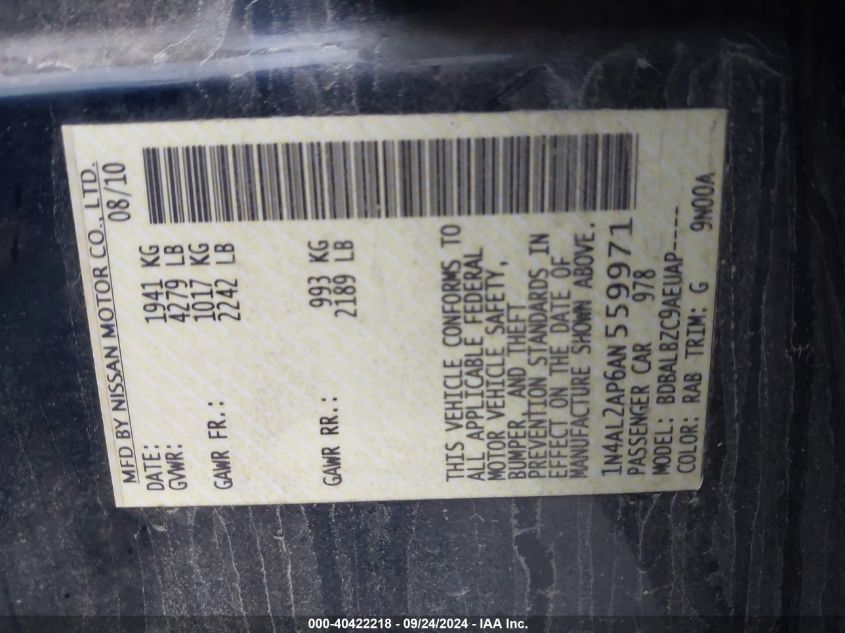 MFD BY NISSAN MOTOR CO., LTD.
DATE: 08/10
GVWR: 1941 KG
4279 LB
GAWR FR.: 1017 KG
2242 LB
GAWR RR.: 993 KG
2189 LB
THIS VEHICLE CONFORMS TO
ALL APPLICABLE FEDERAL
MOTOR VEHICLE SAFETY,
BUMPER AND THEFT
PREVENTION STANDARDS IN
EFFECT ON THE DATE OF
MANUFACTURE SHOWN ABOVE.
1N4AL2AP6AN559971
PASSENGER CAR 978
MODEL: BDBALBZC9AEUAP-----
COLOR: RAB TRIM: G 9N00A
000-40422218 - 09/24/2024 - IAA Inc.